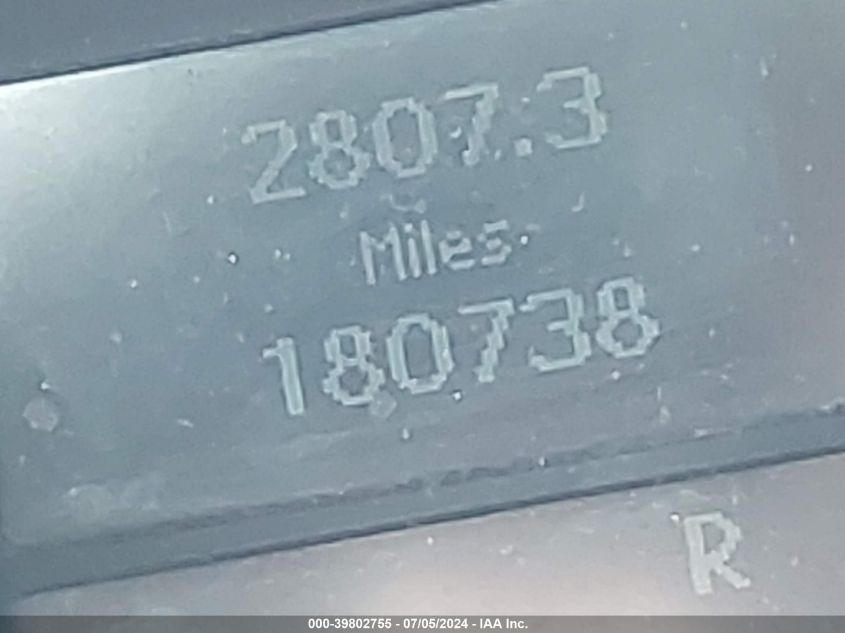 2807.3
Miles
180738
R
000-39802755 - 07/05/2024 - IAA Inc.